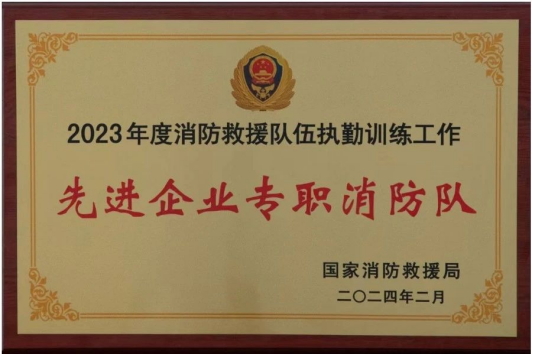 2023年度消防救援队伍执勤训练工作
先进企业专职消防队
国家消防救援局
二〇二四年二月